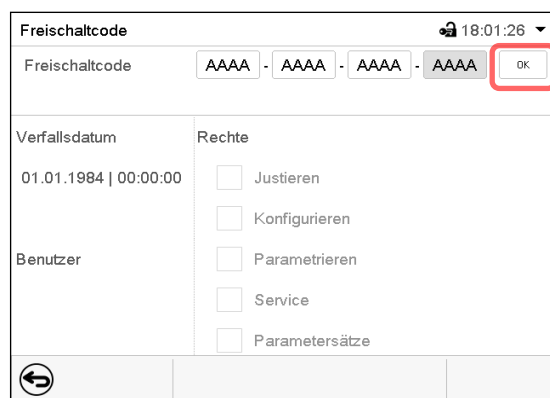 Freischaltcode 18:01:26
Freischaltcode AAAA - AAAA - AAAA - AAAA OK
Verfallsdatum Rechte
01.01.1984 | 00:00:00 Justieren
Konfigurieren
Benutzer Parametrieren
Service
Parametersätze